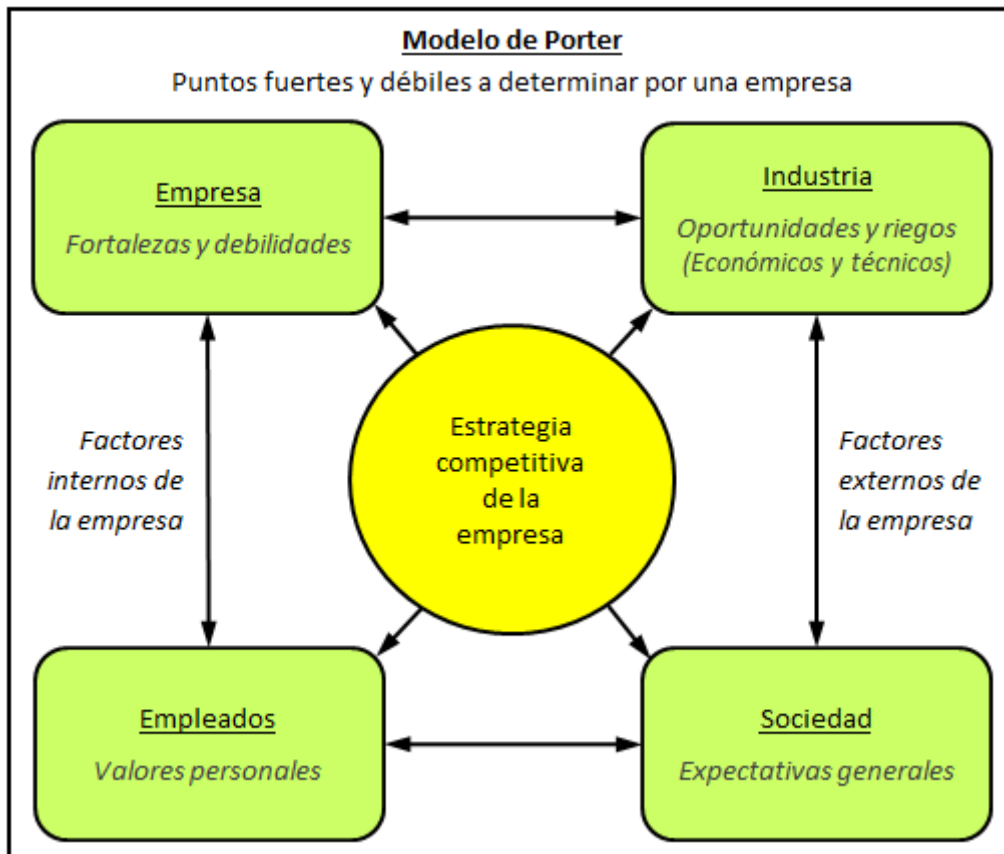 Modelo de Porter
Puntos fuertes y débiles a determinar por una empresa
Empresa
Fortalezas y debilidades
Industria
Oportunidades y riegos
(Económicos y técnicos)
Factores
internos de
la empresa
Estrategia
competitiva
de la
empresa
Factores
externos de
la empresa
Empleados
Valores personales
Sociedad
Expectativas generales